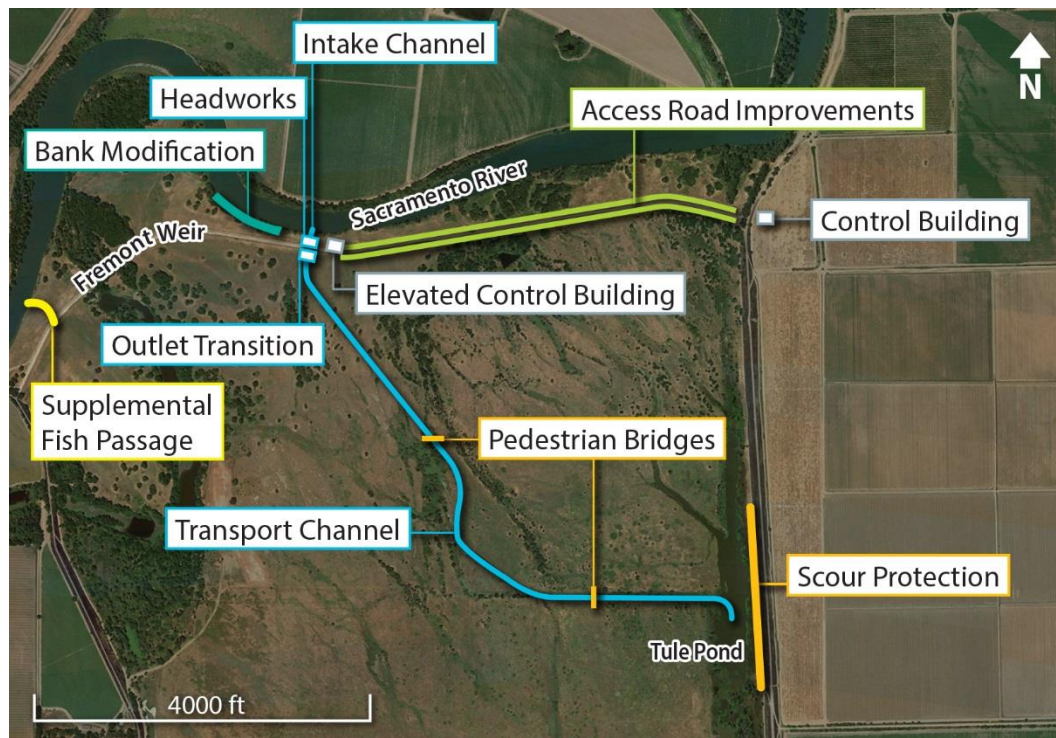 Intake Channel
N
Headworks
Access Road Improvements
Bank Modification
Sacramento River
Control Building
Fremont Weir
Elevated Control Building
Outlet Transition
Supplemental
Fish Passage
Pedestrian Bridges
Transport Channel
Scour Protection
Tule Pond
4000 ft